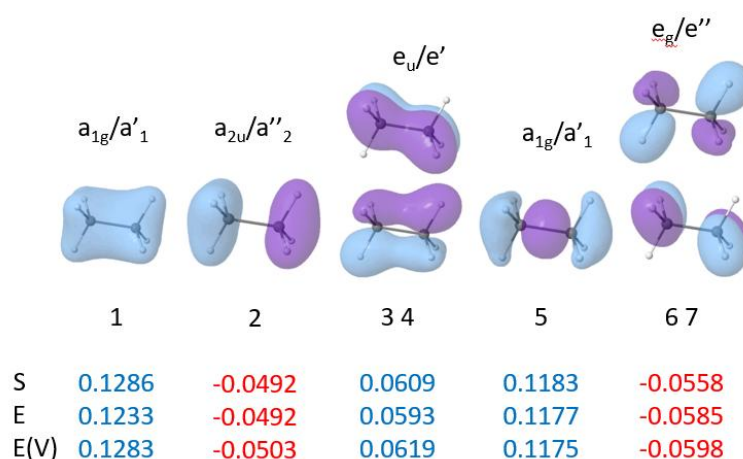 e_g/e''
e_u/e'
a_1g/a'_1 a_2u/a''_2 a_1g/a'_1
1 2 3 4 5 6 7
S 0.1286 -0.0492 0.0609 0.1183 -0.0558
E 0.1233 -0.0492 0.0593 0.1177 -0.0585
E(V) 0.1283 -0.0503 0.0619 0.1175 -0.0598